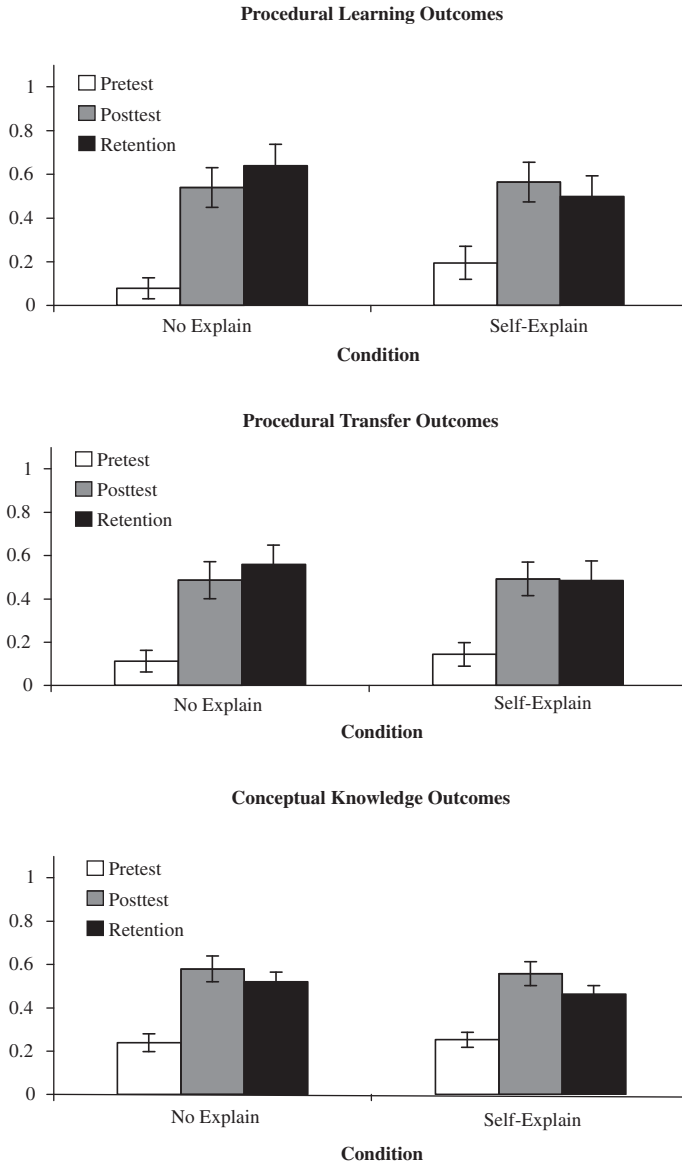 Procedural Learning Outcomes
1
0.8
0.6
0.4
0.2
0
Pretest
Posttest
Retention
No Explain
Self-Explain
Condition
Procedural Transfer Outcomes
1
0.8
0.6
0.4
0.2
0
Pretest
Posttest
Retention
No Explain
Self-Explain
Condition
Conceptual Knowledge Outcomes
1
0.8
0.6
0.4
0.2
0
Pretest
Posttest
Retention
No Explain
Self-Explain
Condition